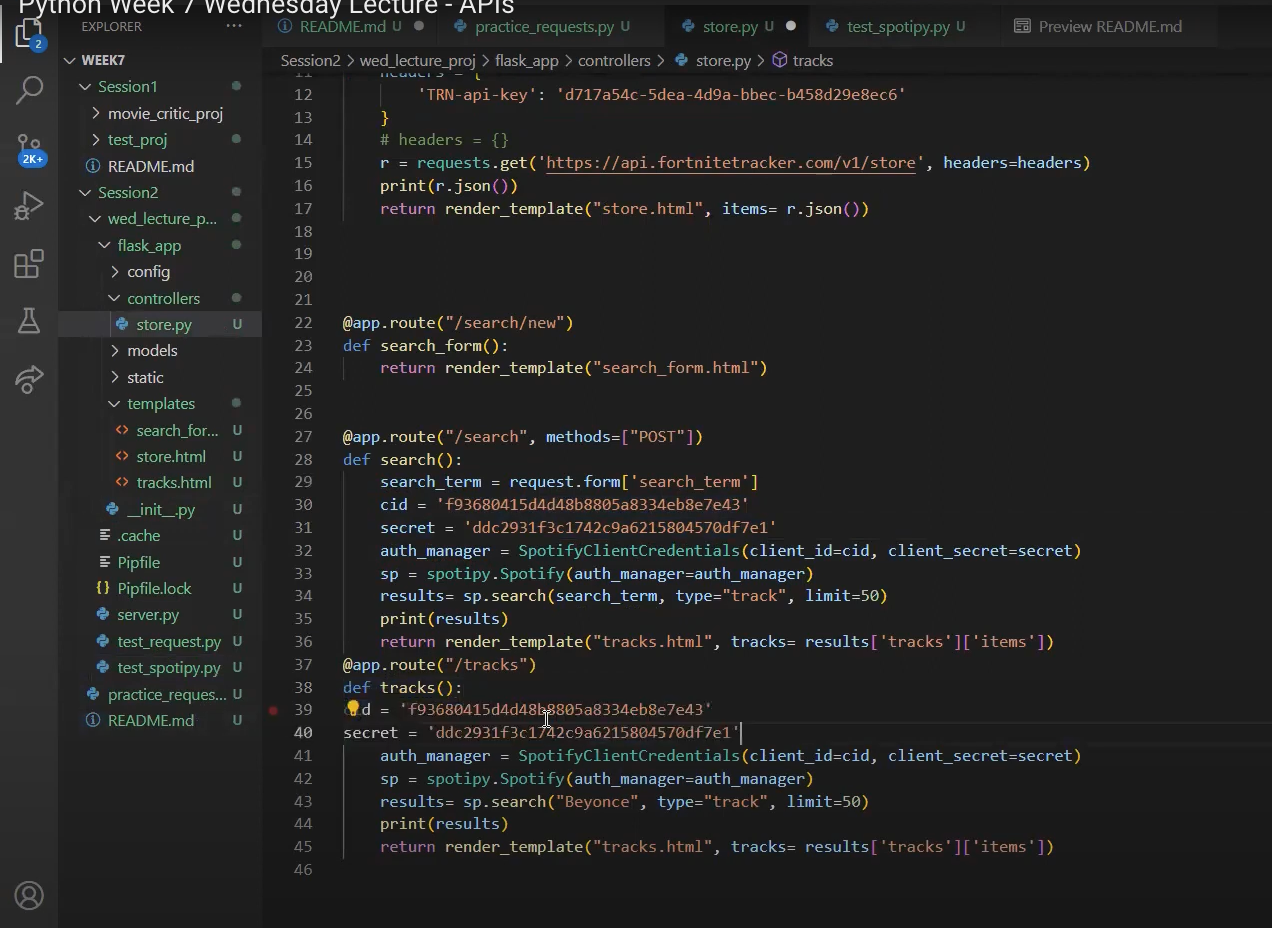 Python Week 7 Wednesday Lecture - APIs
EXPLORER ...
README.md U practice_requests.py U store.py U test_spotipy.py U Preview README.md
Session2 > wed_lecture_proj > flask_app > controllers > store.py > tracks
2
2K+
WEEK7
Session1
movie_critic_proj
test_proj
README.md
Session2
wed_lecture_p...
flask_app
config
controllers
store.py U
models
static
templates
search_for... U
store.html U
tracks.html U
__init__.py U
.cache U
Pipfile U
Pipfile.lock U
server.py U
test_request.py U
test_spotipy.py U
practice_reques... U
README.md U
11 headers = {
12 'TRN-api-key': 'd717a54c-5dea-4d9a-bbec-b458d29e8ec6'
13 }
14 # headers = {}
15 r = requests.get('https://api.fortnitetracker.com/v1/store', headers=headers)
16 print(r.json())
17 return render_template("store.html", items= r.json())
18
19
20
21
22 @app.route("/search/new")
23 def search_form():
24 return render_template("search_form.html")
25
26
27 @app.route("/search", methods=["POST"])
28 def search():
29 search_term = request.form['search_term']
30 cid = 'f93680415d4d48b8805a8334eb8e7e43'
31 secret = 'ddc2931f3c1742c9a6215804570df7e1'
32 auth_manager = SpotifyClientCredentials(client_id=cid, client_secret=secret)
33 sp = spotipy.Spotify(auth_manager=auth_manager)
34 results= sp.search(search_term, type="track", limit=50)
35 print(results)
36 return render_template("tracks.html", tracks= results['tracks']['items'])
37 @app.route("/tracks")
38 def tracks():
39 cid = 'f93680415d4d48b8805a8334eb8e7e43'
40 secret = 'ddc2931f3c1742c9a6215804570df7e1'
41 auth_manager = SpotifyClientCredentials(client_id=cid, client_secret=secret)
42 sp = spotipy.Spotify(auth_manager=auth_manager)
43 results= sp.search("Beyonce", type="track", limit=50)
44 print(results)
45 return render_template("tracks.html", tracks= results['tracks']['items'])
46